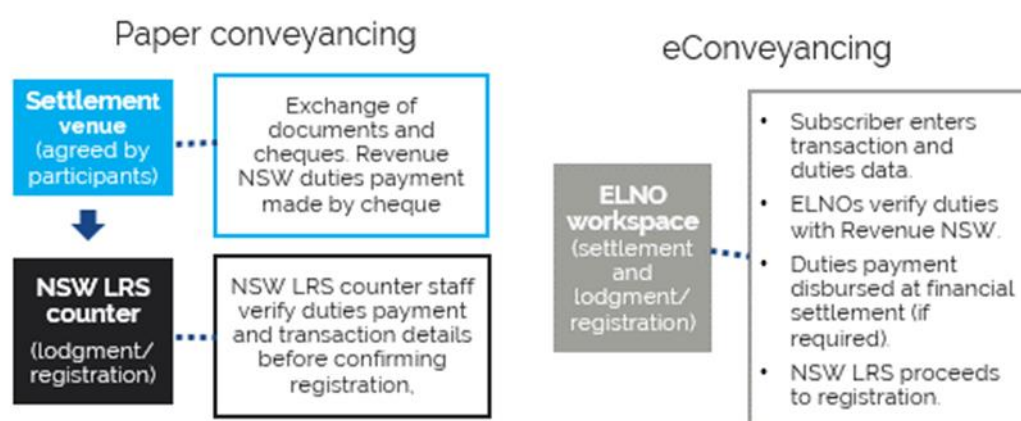 Paper conveyancing
Settlement
venue
(agreed by
participants)
Exchange of
documents and
cheques. Revenue
NSW duties payment
made by cheque
NSW LRS
counter
(lodgment/
registration)
NSW LRS counter staff
verify duties payment
and transaction details
before confirming
registration,
eConveyancing
ELNO
workspace
(settlement
and
lodgment/
registration)
• Subscriber enters
transaction and
duties data.
• ELNOs verify duties
with Revenue NSW.
• Duties payment
disbursed at financial
settlement (if
required).
• NSW LRS proceeds
to registration.